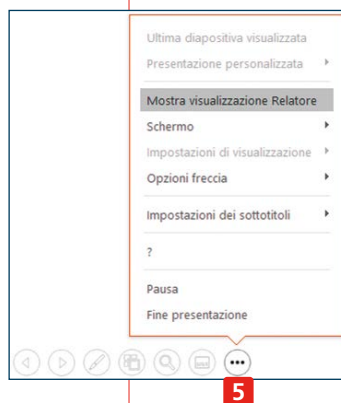 Ultima diapositiva visualizzata
Presentazione personalizzata
Mostra visualizzazione Relatore
Schermo
Impostazioni di visualizzazione
Opzioni freccia
Impostazioni dei sottotitoli
?
Pausa
Fine presentazione
5